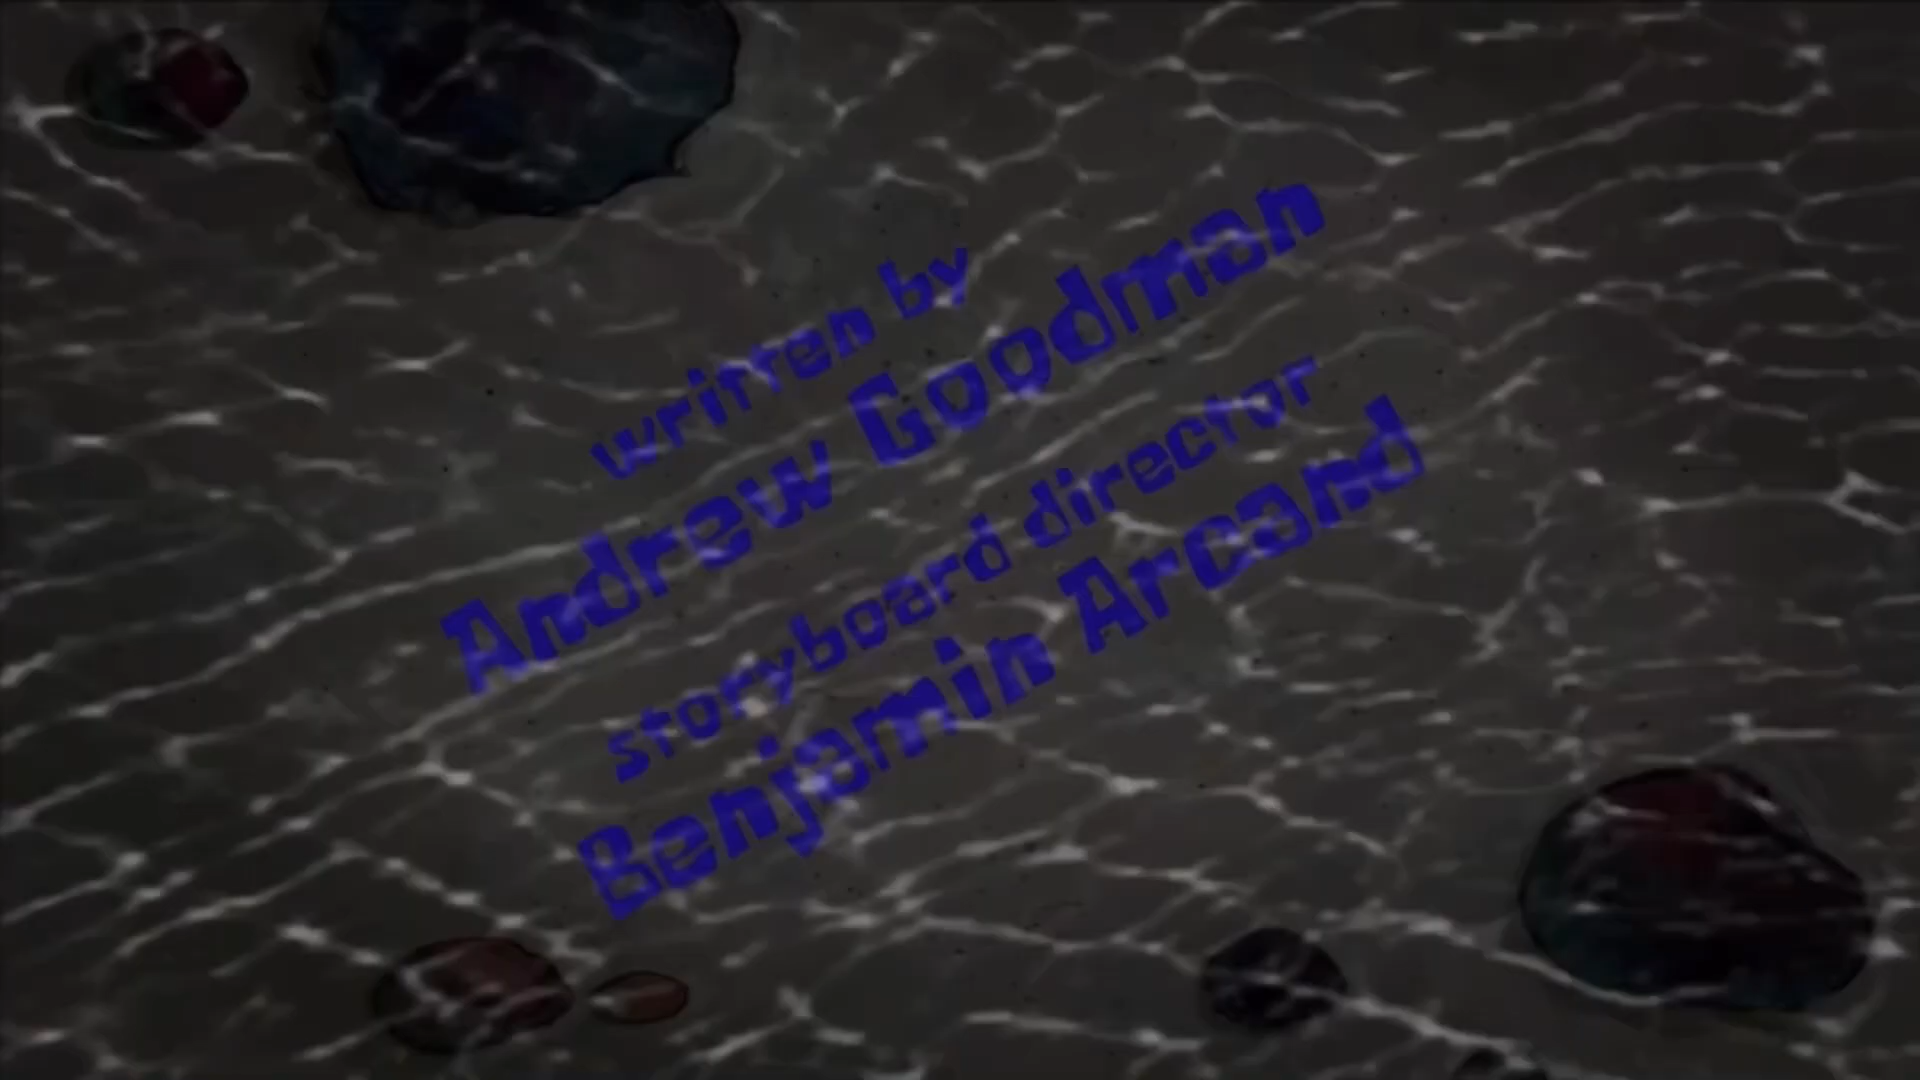 written by
Andrew Goodman
storyboard director
Benjamin Arcand